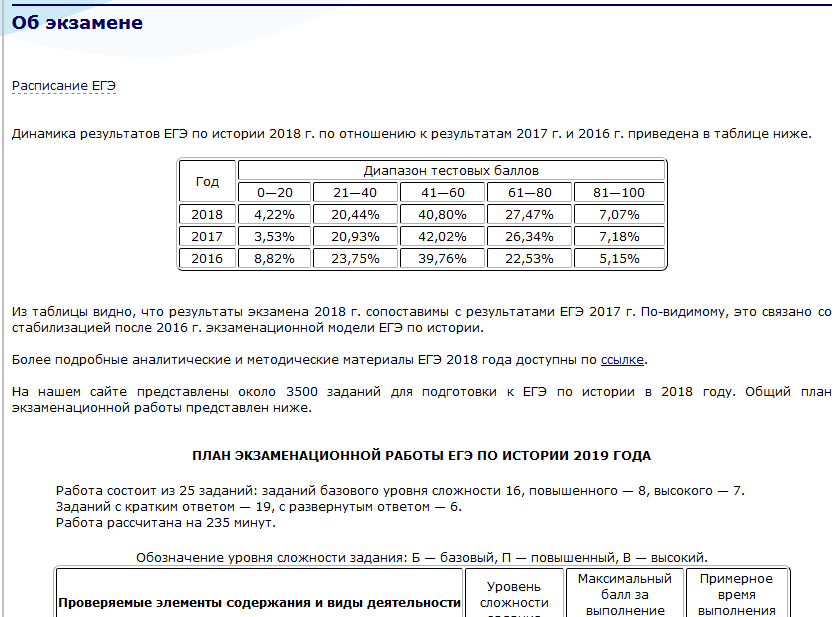 Об экзамене
Расписание ЕГЭ
Динамика результатов ЕГЭ по истории 2018 г. по отношению к результатам 2017 г. и 2016 г. приведена в таблице ниже.
Год Диапазон тестовых баллов
0—20 21—40 41—60 61—80 81—100
2018 4,22% 20,44% 40,80% 27,47% 7,07%
2017 3,53% 20,93% 42,02% 26,34% 7,18%
2016 8,82% 23,75% 39,76% 22,53% 5,15%
Из таблицы видно, что результаты экзамена 2018 г. сопоставимы с результатами ЕГЭ 2017 г. По-видимому, это связано со
стабилизацией после 2016 г. экзаменационной модели ЕГЭ по истории.
Более подробные аналитические и методические материалы ЕГЭ 2018 года доступны по ссылке.
На нашем сайте представлены около 3500 заданий для подготовки к ЕГЭ по истории в 2018 году. Общий план
экзаменационной работы представлен ниже.
ПЛАН ЭКЗАМЕНАЦИОННОЙ РАБОТЫ ЕГЭ ПО ИСТОРИИ 2019 ГОДА
Работа состоит из 25 заданий: заданий базового уровня сложности 16, повышенного — 8, высокого — 7.
Заданий с кратким ответом — 19, с развернутым ответом — 6.
Работа рассчитана на 235 минут.
Обозначение уровня сложности задания: Б — базовый, П — повышенный, В — высокий.
Проверяемые элементы содержания и виды деятельности
Уровень
сложности
Максимальный
балл за
выполнение
Примерное
время
выполнения